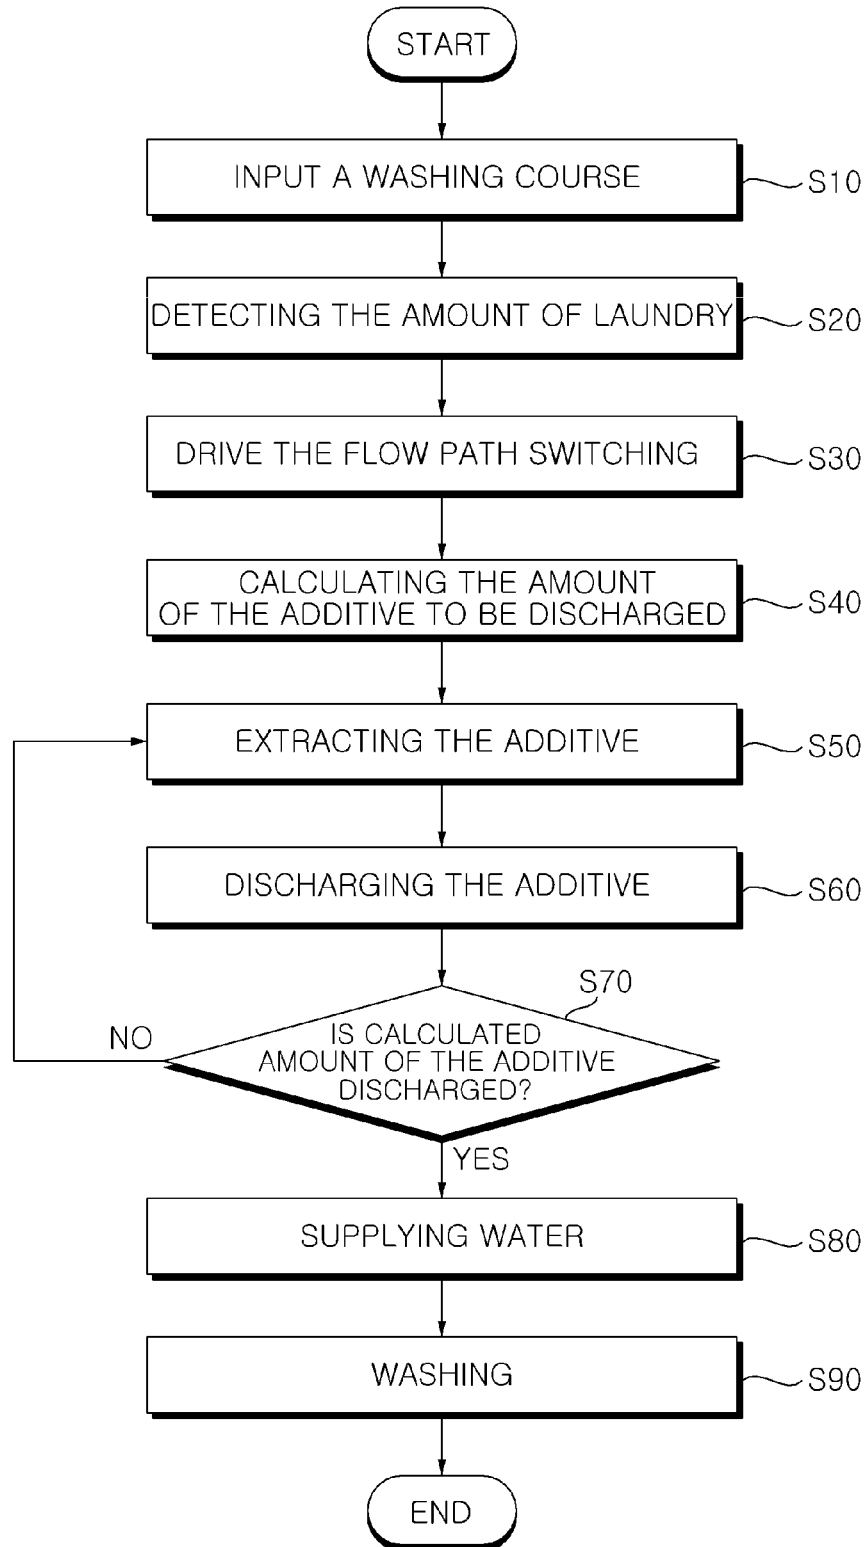 START
INPUT A WASHING COURSE
S10
DETECTING THE AMOUNT OF LAUNDRY
S20
DRIVE THE FLOW PATH SWITCHING
S30
CALCULATING THE AMOUNT
OF THE ADDITIVE TO BE DISCHARGED
S40
EXTRACTING THE ADDITIVE
S50
DISCHARGING THE ADDITIVE
S60
S70
NO
IS CALCULATED
AMOUNT OF THE ADDITIVE
DISCHARGED?
YES
SUPPLYING WATER
S80
WASHING
S90
END